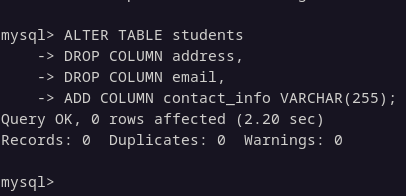 mysql> ALTER TABLE students
    -> DROP COLUMN address,
    -> DROP COLUMN email,
    -> ADD COLUMN contact_info VARCHAR(255);
Query OK, 0 rows affected (2.20 sec)
Records: 0  Duplicates: 0  Warnings: 0

mysql>